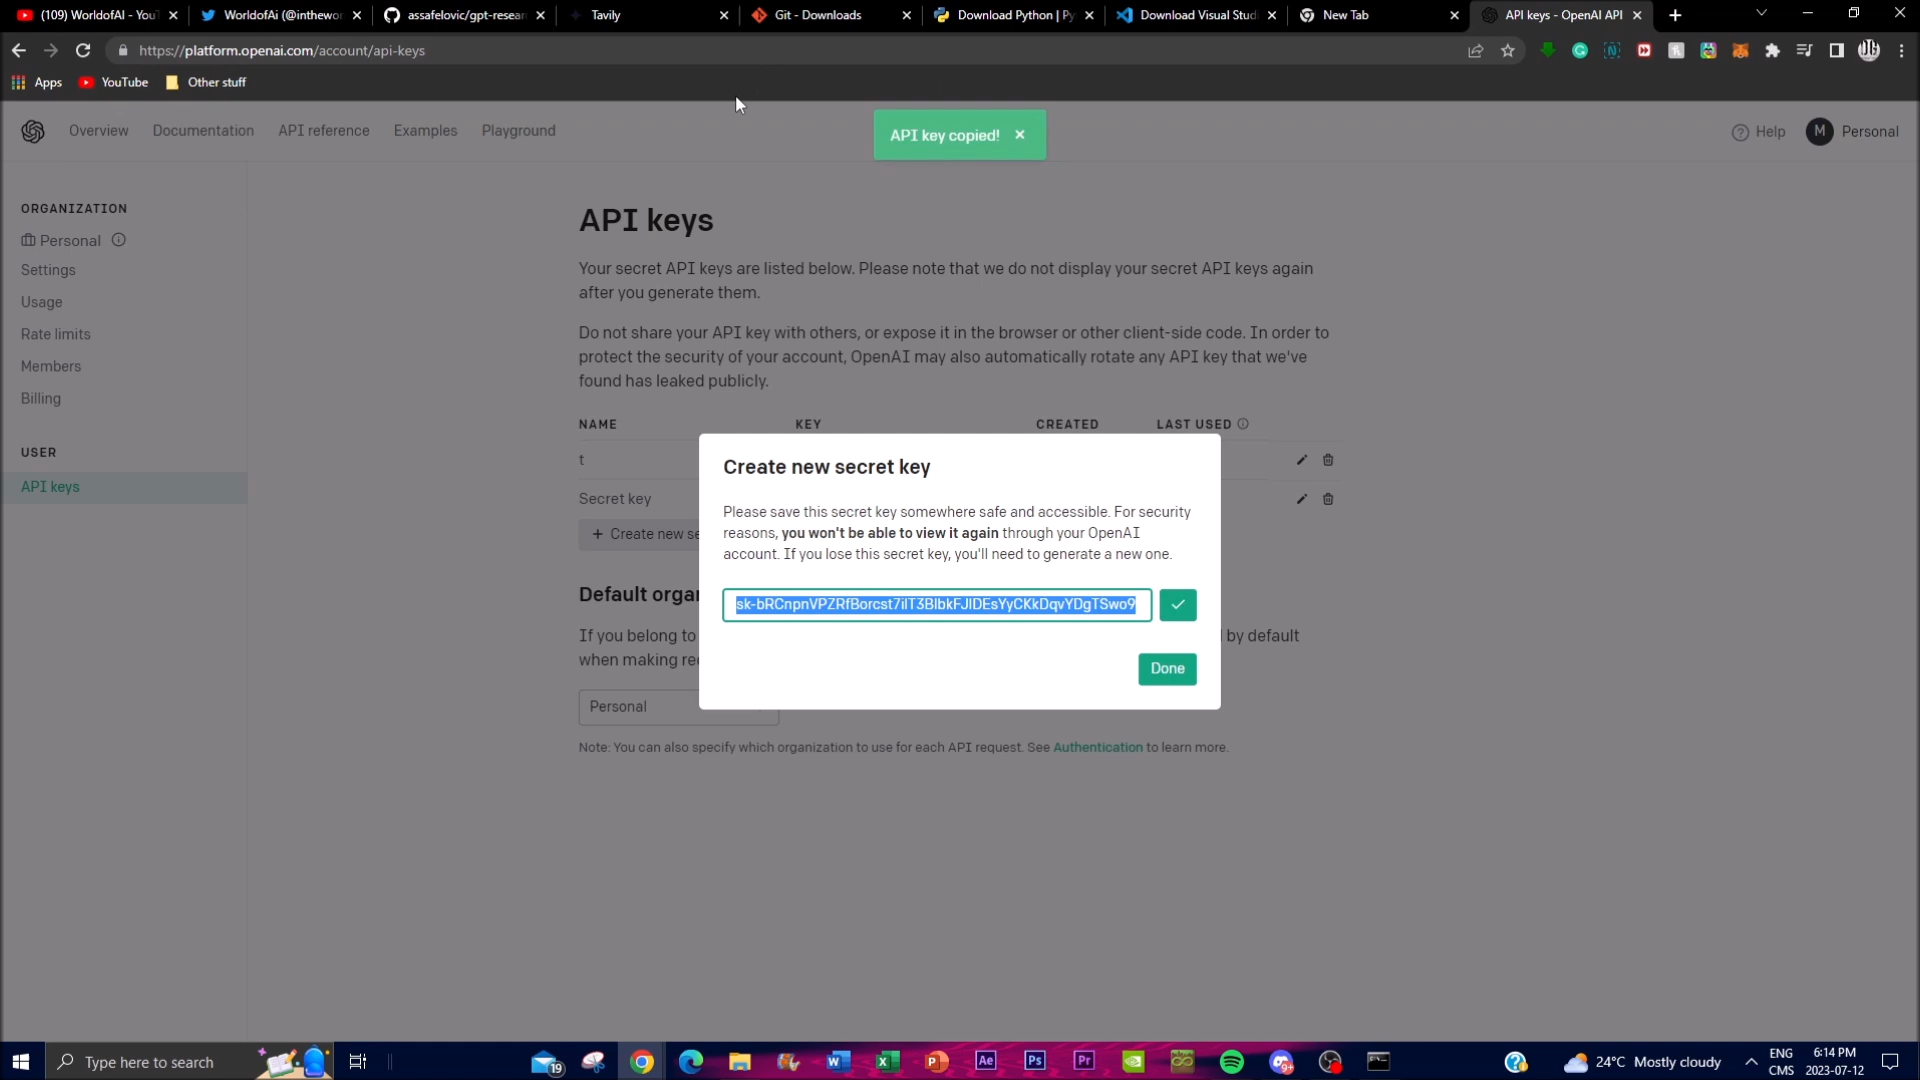 (109) WorldofAI - You
WorldofAi (@inthewor
assafelovic/gpt-resear
Tavily
Git - Downloads
Download Python | Py
Download Visual Studi
New Tab
API keys - OpenAI API
https://platform.openai.com/account/api-keys
Apps
YouTube
Other stuff
Overview
Documentation
API reference
Examples
Playground
API key copied!
Help
M
Personal
ORGANIZATION
Personal
Settings
Usage
Rate limits
Members
Billing
USER
API keys
API keys
Your secret API keys are listed below. Please note that we do not display your secret API keys again
after you generate them.
Do not share your API key with others, or expose it in the browser or other client-side code. In order to
protect the security of your account, OpenAI may also automatically rotate any API key that we've
found has leaked publicly.
NAME KEY CREATED LAST USED
t
Secret key
+ Create new se
Create new secret key
Please save this secret key somewhere safe and accessible. For security
reasons, you won't be able to view it again through your OpenAI
account. If you lose this secret key, you'll need to generate a new one.
Done
Default orga
If you belong to
by default
when making re
Personal
Note: You can also specify which organization to use for each API request. See Authentication to learn more.
Type here to search
19
Ae
Ps
Pr
24°C Mostly cloudy
ENG
CMS
6:14 PM
2023-07-12